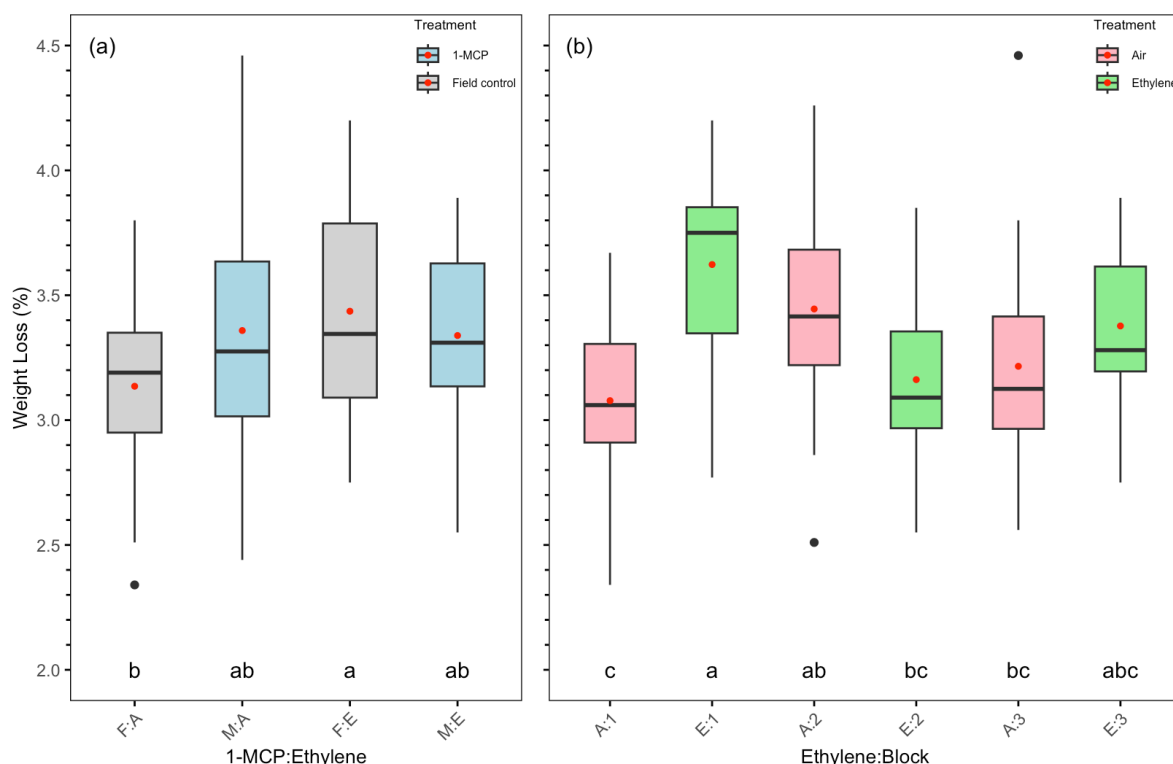 (a)
Treatment
1-MCP
Field control
(b)
Treatment
Air
Ethylene
Weight Loss (%)
4.5
4.0
3.5
3.0
2.5
2.0
b ab a ab
c a ab bc bc abc
F:A M:A F:E M:E
A:1 E:1 A:2 E:2 A:3 E:3
1-MCP:Ethylene
Ethylene:Block